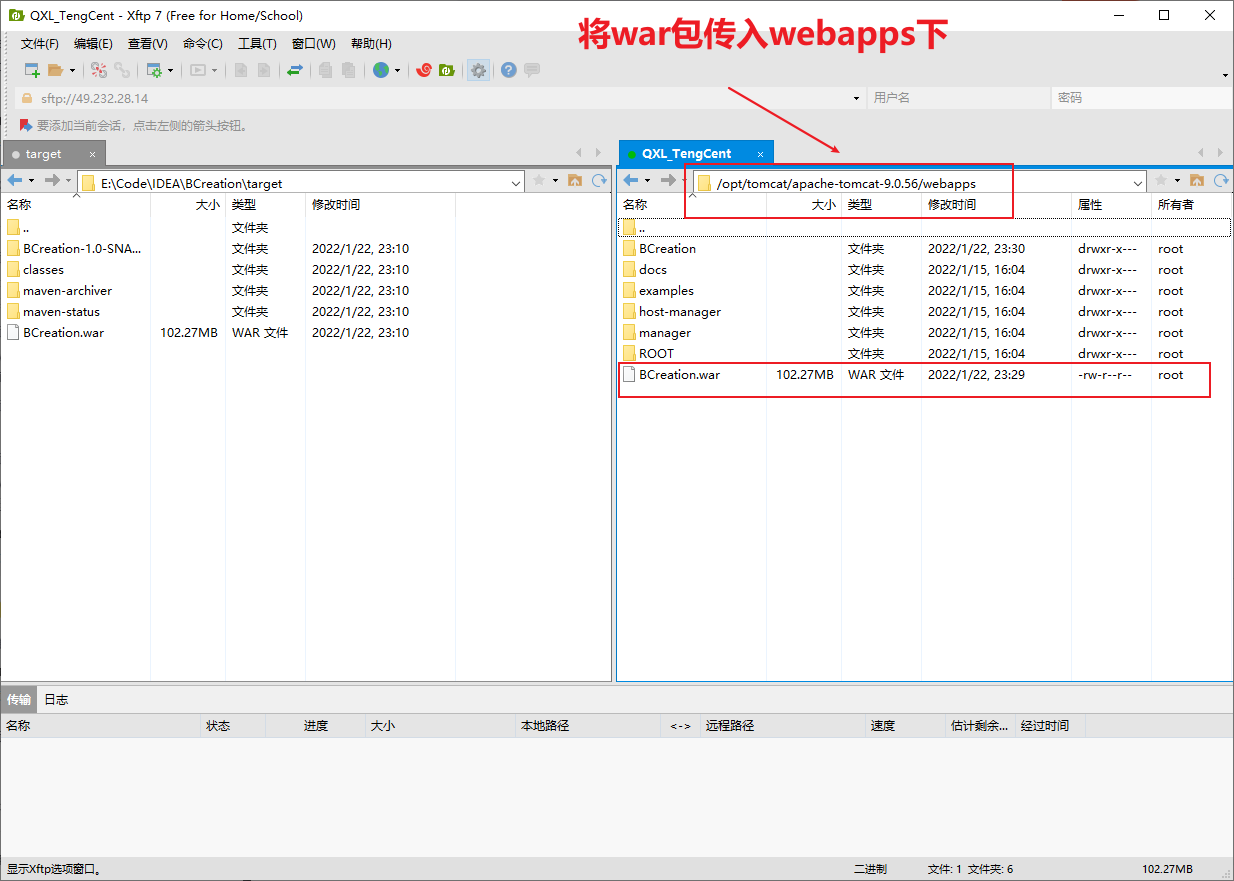 QXL_TengCent - Xftp 7 (Free for Home/School)
将war包传入webapps下
文件(F) 编辑(E) 查看(V) 命令(C) 工具(T) 窗口(W) 帮助(H)
sftp://49.232.28.14 用户名 密码
要添加当前会话，点击左侧的箭头按钮。
target × QXL_TengCent ×
E:\Code\IDEA\BCreation\target /opt/tomcat/apache-tomcat-9.0.56/webapps
名称 大小 类型 修改时间 名称 大小 类型 修改时间 属性 所有者
.. 文件夹 ..
BCreation-1.0-SNA... 文件夹 2022/1/22, 23:10 BCreation 文件夹 2022/1/22, 23:30 drwxr-x--- root
classes 文件夹 2022/1/22, 23:10 docs 文件夹 2022/1/15, 16:04 drwxr-x--- root
maven-archiver 文件夹 2022/1/22, 23:10 examples 文件夹 2022/1/15, 16:04 drwxr-x--- root
maven-status 文件夹 2022/1/22, 23:10 host-manager 文件夹 2022/1/15, 16:04 drwxr-x--- root
BCreation.war 102.27MB WAR 文件 2022/1/22, 23:10 manager 文件夹 2022/1/15, 16:04 drwxr-x--- root
ROOT 文件夹 2022/1/15, 16:04 drwxr-x--- root
BCreation.war 102.27MB WAR 文件 2022/1/22, 23:29 -rw-r--r-- root
传输 日志
名称 状态 进度 大小 本地路径 <-> 远程路径 速度 估计剩余... 经过时间
显示Xftp选项窗口。 二进制 文件: 1 文件夹: 6 102.27MB